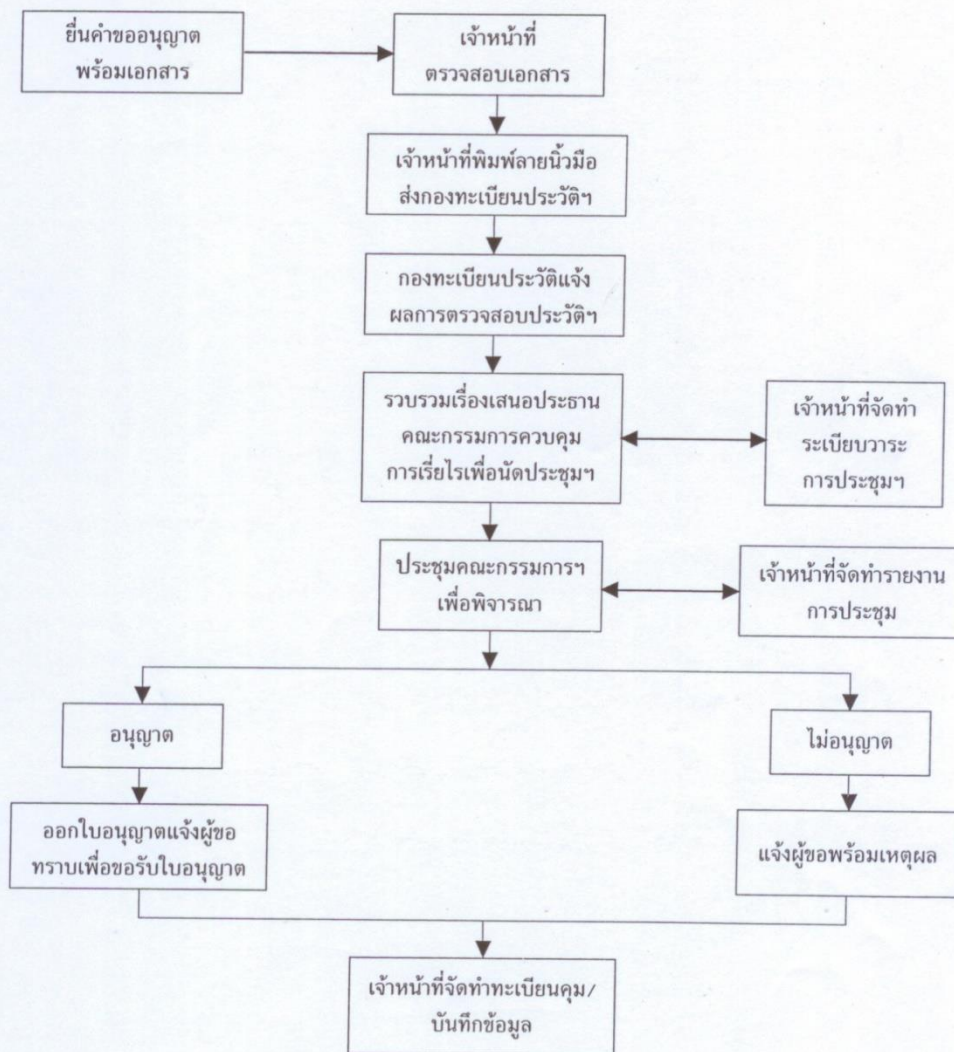 ยื่นคำขออนุญาต
พร้อมเอกสาร
เจ้าหน้าที่
ตรวจสอบเอกสาร
เจ้าหน้าที่พิมพ์ลายนิ้วมือ
ส่งกองทะเบียนประวัติฯ
กองทะเบียนประวัติแจ้ง
ผลการตรวจสอบประวัติฯ
รวบรวมเรื่องเสนอประธาน
คณะกรรมการควบคุม
การเรี่ยไรเพื่อนัดประชุมฯ
เจ้าหน้าที่จัดทำ
ระเบียบวาระ
การประชุมฯ
ประชุมคณะกรรมการฯ
เพื่อพิจารณา
เจ้าหน้าที่จัดทำรายงาน
การประชุม
อนุญาต
ไม่อนุญาต
ออกใบอนุญาตแจ้งผู้ขอ
ทราบเพื่อขอรับใบอนุญาต
แจ้งผู้ขอพร้อมเหตุผล
เจ้าหน้าที่จัดทำทะเบียนคุม/
บันทึกข้อมูล